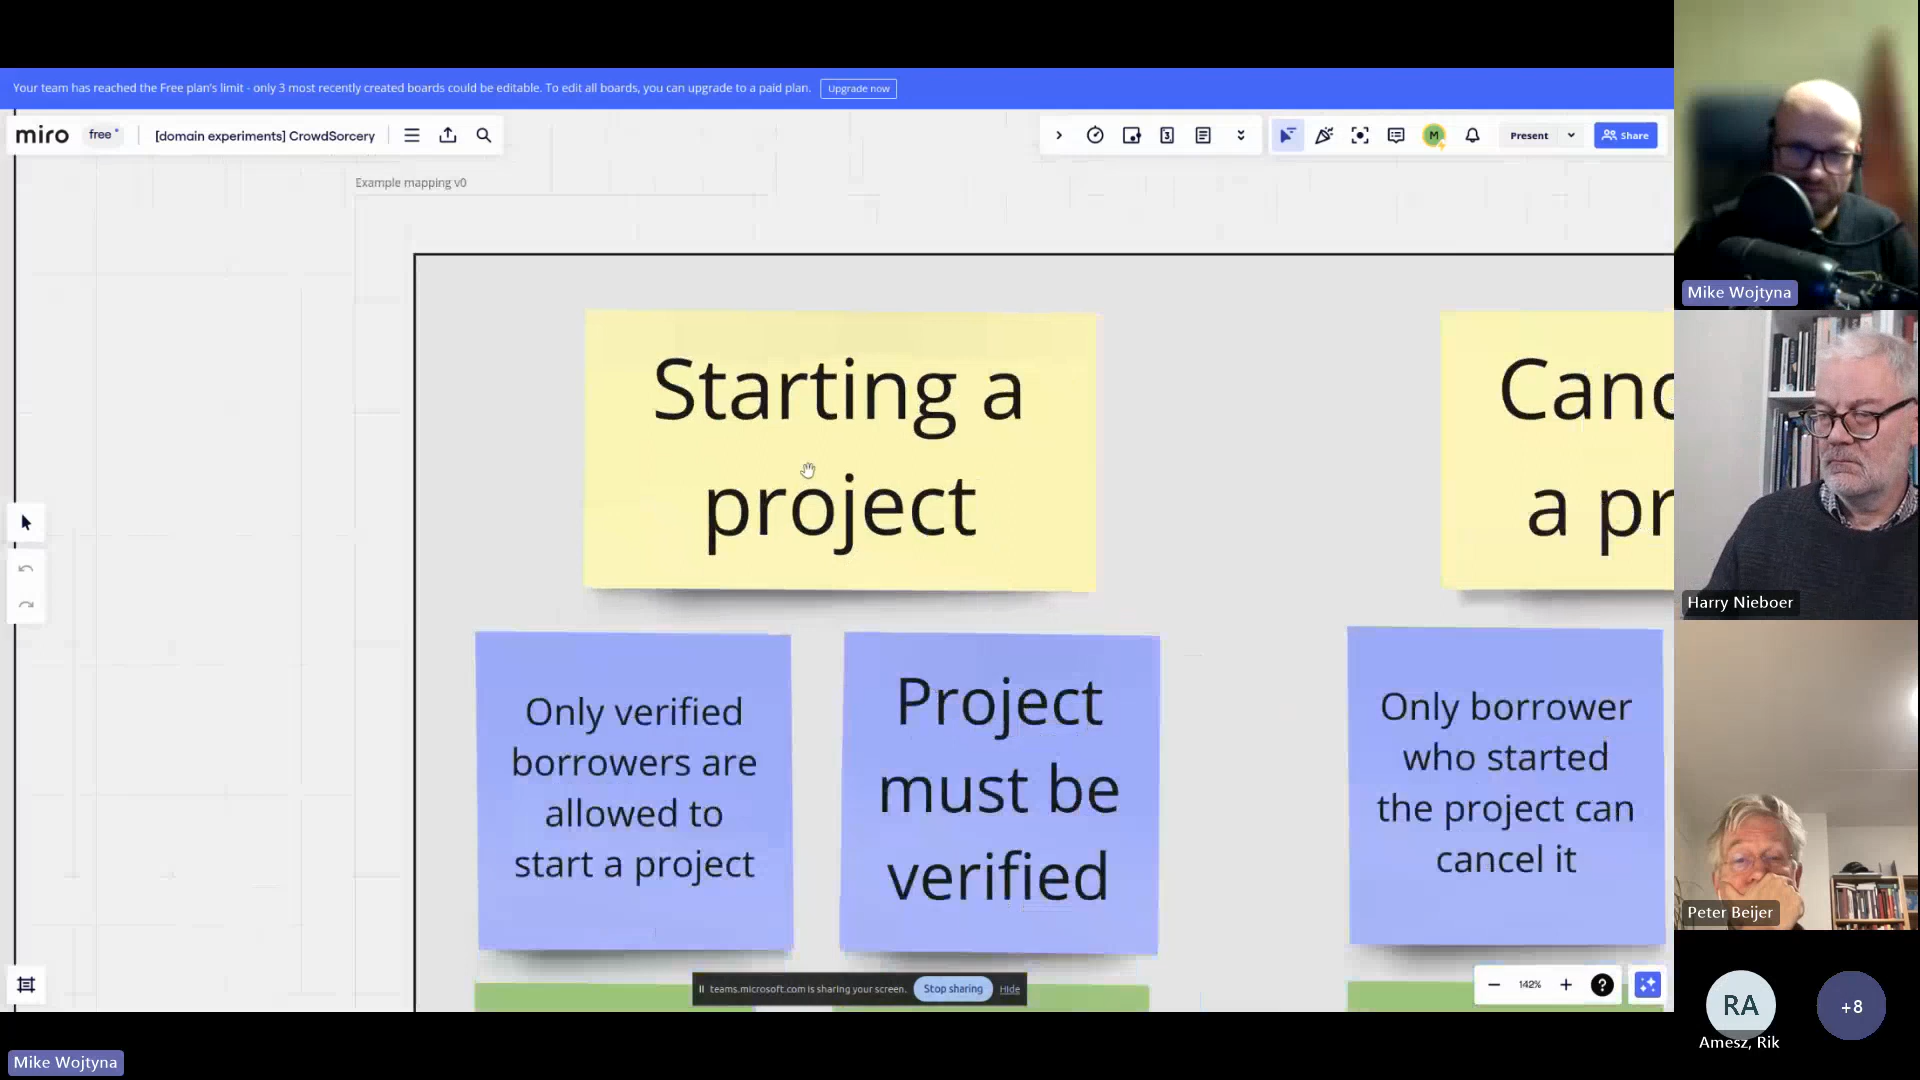 Your team has reached the Free plan's limit - only 3 most recently created boards could be editable. To edit all boards, you can upgrade to a paid plan. Upgrade now
miro free [domain experiments] CrowdSorcery
3
M
Present
Share
Example mapping v0
Starting a
project
Canc
a pr
Only verified
borrowers are
allowed to
start a project
Project
must be
verified
Only borrower
who started
the project can
cancel it
teams.microsoft.com is sharing your screen. Stop sharing Hide
142%
?
Mike Wojtyna
Harry Nieboer
Peter Beijer
RA
Amesz, Rik
+8
Mike Wojtyna